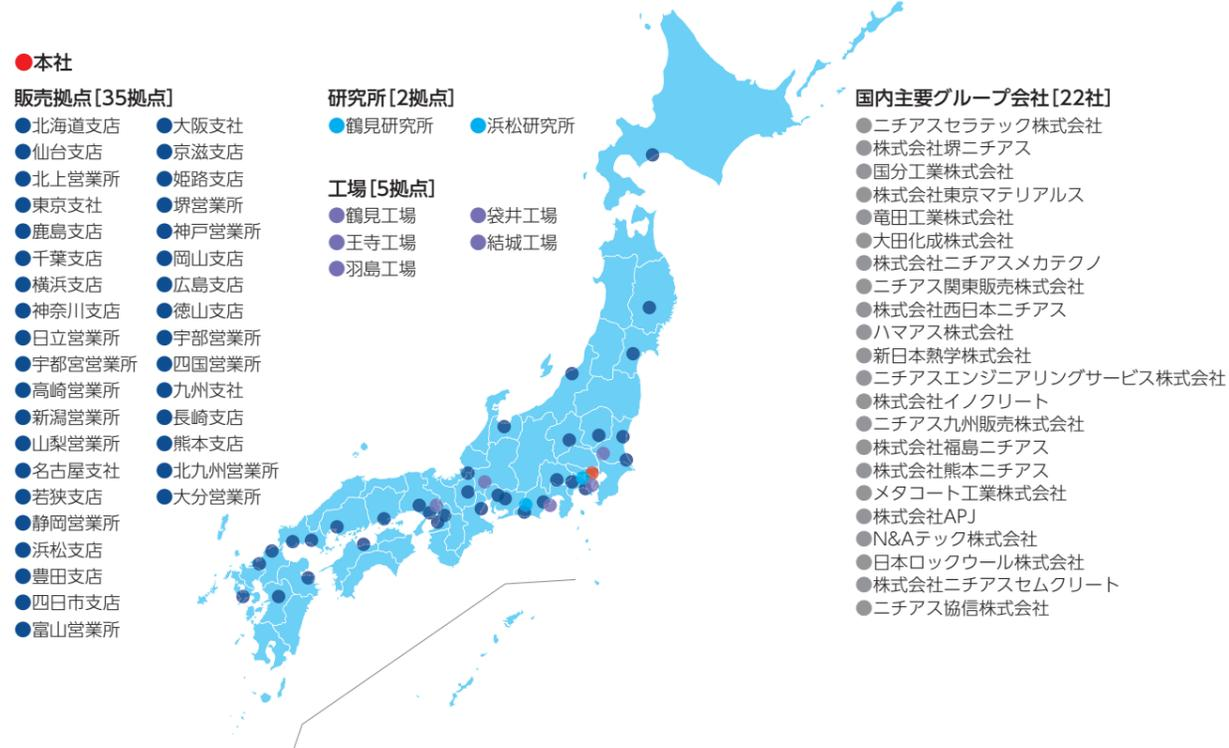 ●本社
販売拠点[35拠点]
●北海道支店
●仙台支店
●北上営業所
●東京支社
●鹿島支店
●千葉支店
●横浜支店
●神奈川支店
●日立営業所
●宇都宮営業所
●高崎営業所
●新潟営業所
●山梨営業所
●名古屋支社
●若狭支店
●静岡営業所
●浜松支店
●豊田支店
●四日市支店
●富山営業所
●大阪支社
●京滋支店
●姫路支店
●堺営業所
●神戸営業所
●岡山支店
●広島支店
●徳山支店
●宇部営業所
●四国営業所
●九州支社
●長崎支店
●熊本支店
●北九州営業所
●大分営業所
研究所[2拠点]
●鶴見研究所
●浜松研究所
工場[5拠点]
●鶴見工場
●王寺工場
●羽島工場
●袋井工場
●結城工場
国内主要グループ会社[22社]
●ニチアスセラテック株式会社
●株式会社堺ニチアス
●国分工業株式会社
●株式会社東京マテリアルス
●竜田工業株式会社
●大田化成株式会社
●株式会社ニチアスメカテクノ
●ニチアス関東販売株式会社
●株式会社西日本ニチアス
●ハマアス株式会社
●新日本熱学株式会社
●ニチアスエンジニアリングサービス株式会社
●株式会社イノクリート
●ニチアス九州販売株式会社
●株式会社福島ニチアス
●株式会社熊本ニチアス
●メタコート工業株式会社
●株式会社APJ
●N&Aテック株式会社
●日本ロックウール株式会社
●株式会社ニチアスセムクリート
●ニチアス協信株式会社